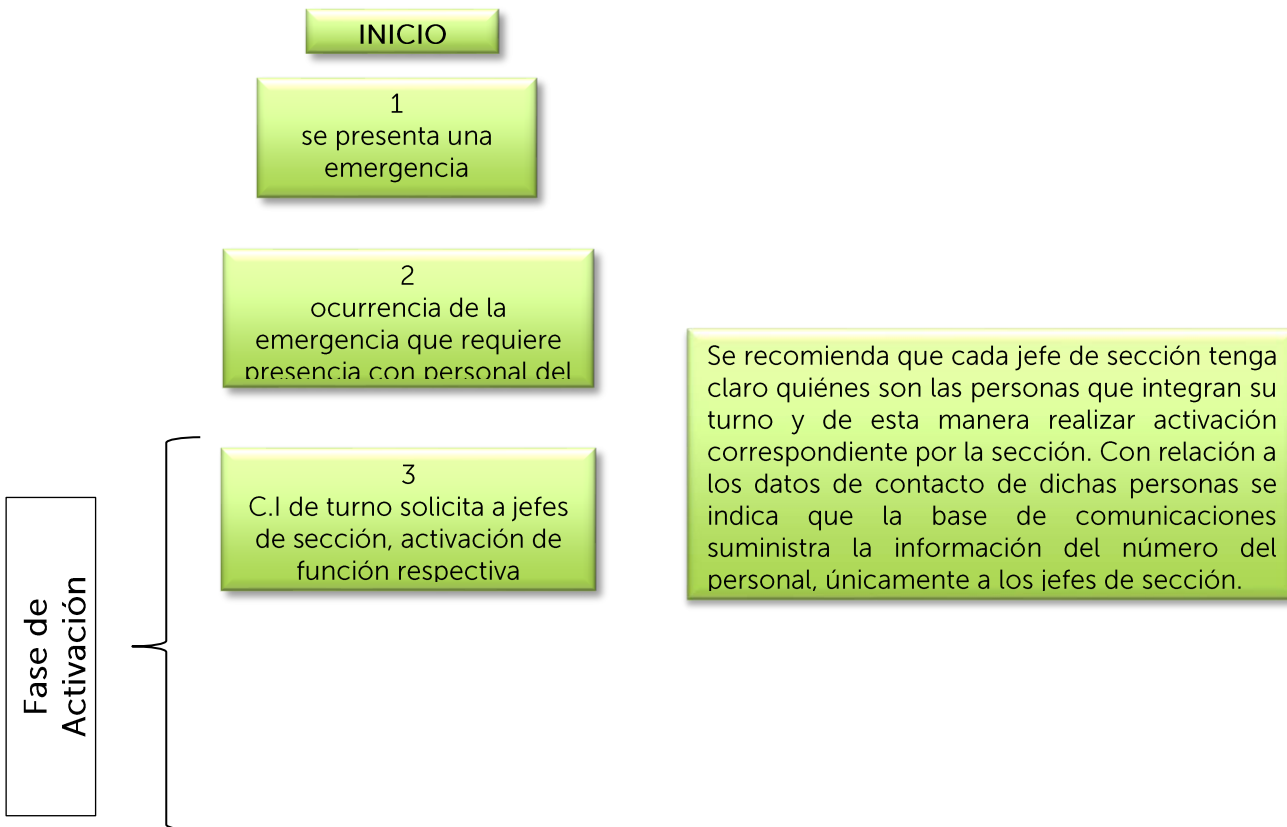 INICIO
1
se presenta una
emergencia
2
ocurrencia de la
emergencia que requiere
presencia con personal del
3
C.I de turno solicita a jefes
de sección, activación de
función respectiva
Se recomienda que cada jefe de sección tenga
claro quiénes son las personas que integran su
turno y de esta manera realizar activación
correspondiente por la sección. Con relación a
los datos de contacto de dichas personas se
indica que la base de comunicaciones
suministra la información del número del
personal, únicamente a los jefes de sección.
Fase de
Activación